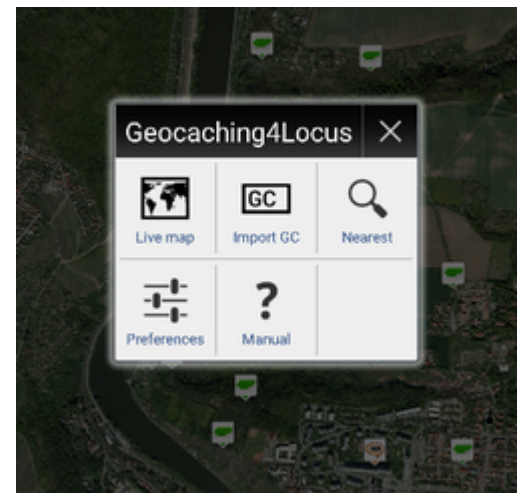 Geocaching4Locus
GC
Live map
Import GC
Nearest
?
Preferences
Manual